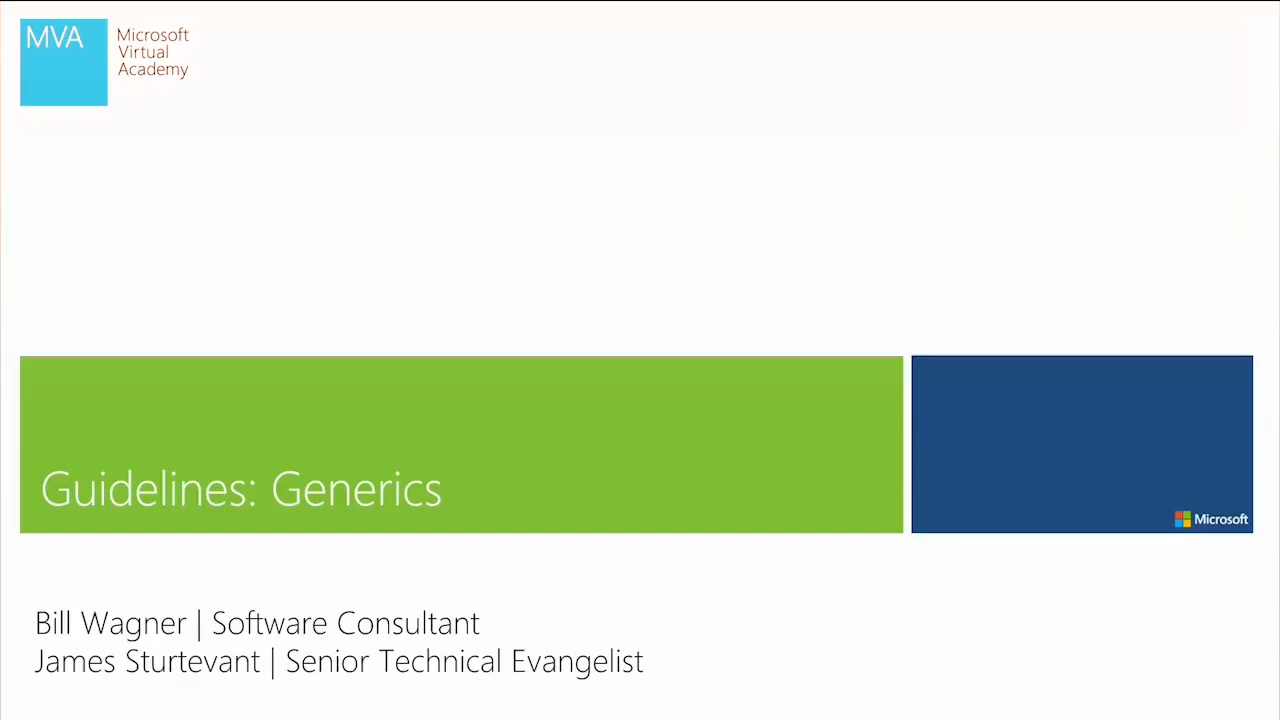 MVA
Microsoft
Virtual
Academy
Guidelines: Generics
Microsoft
Bill Wagner | Software Consultant
James Sturtevant | Senior Technical Evangelist